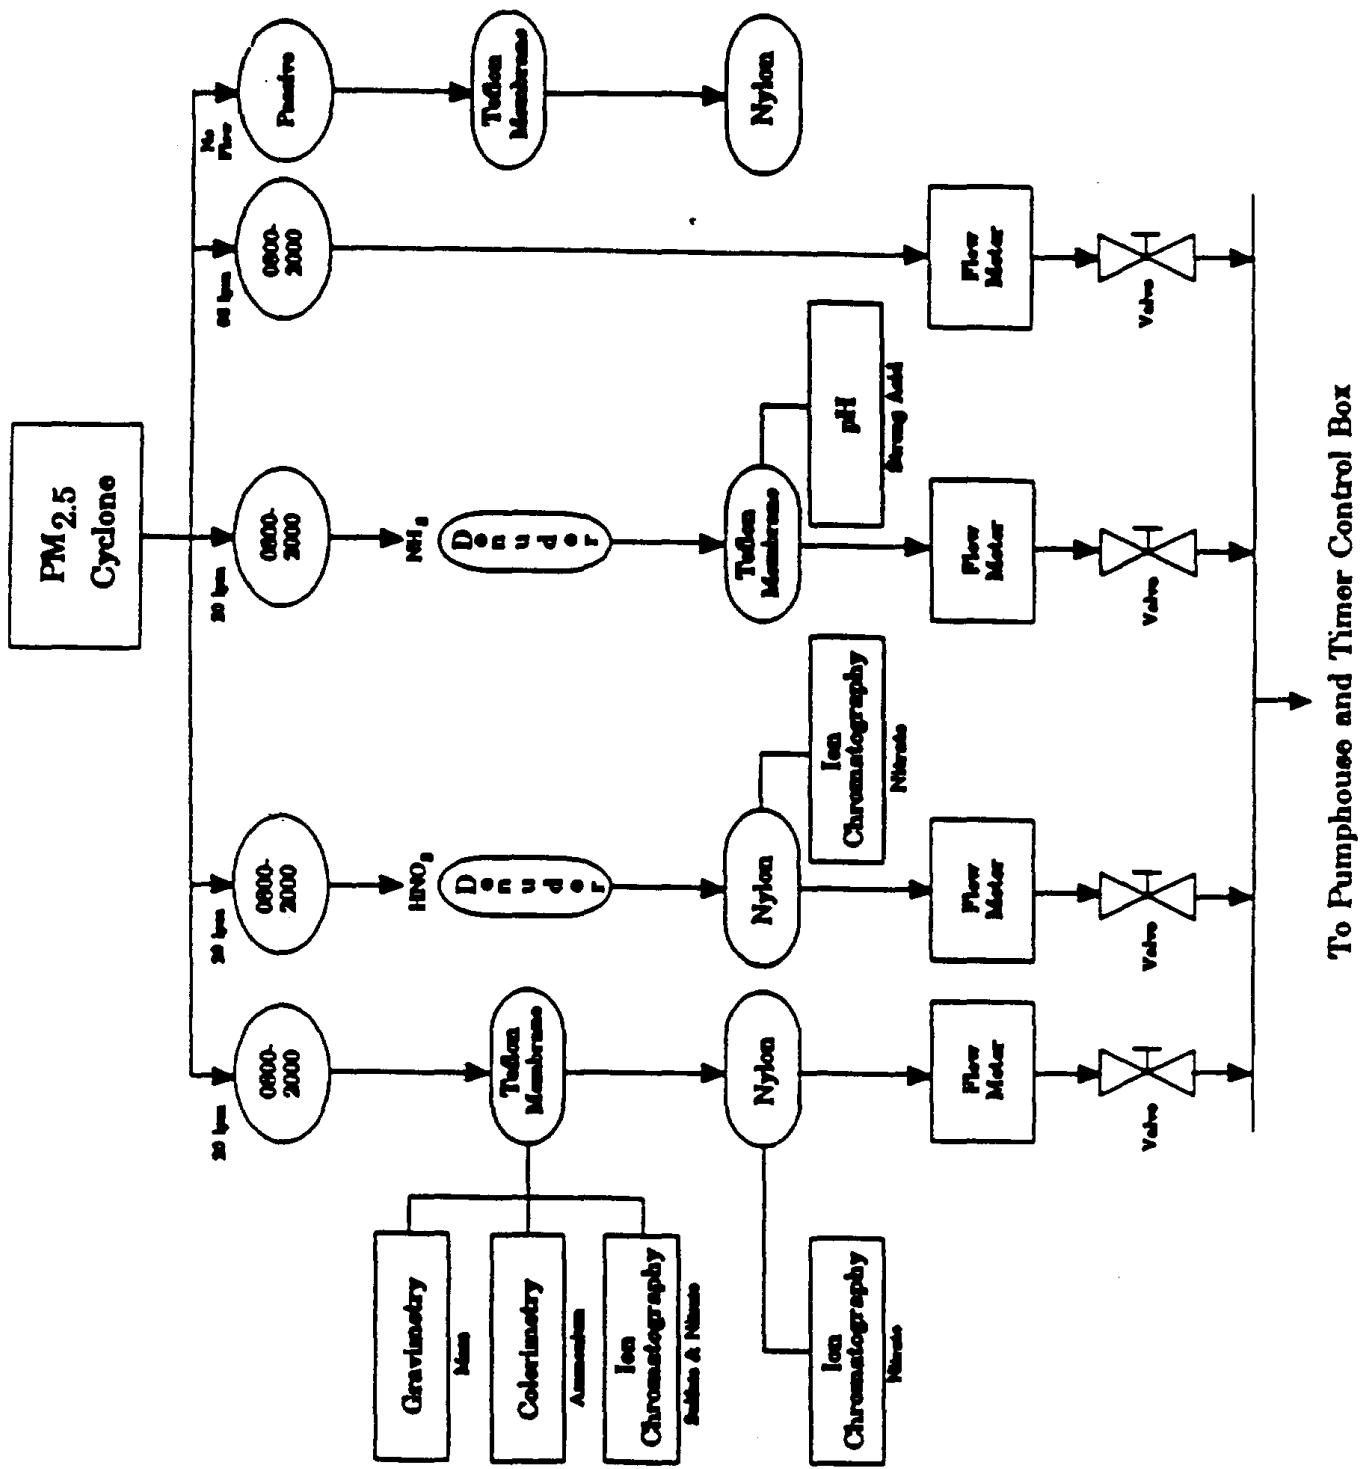 PM2.5
Cyclone
20 lpm
20 lpm
20 lpm
No
Flow
0800-
2000
0800-
2000
0800-
2000
0800-
2000
Passive
HNO3
NH3
Denuder
Denuder
Teflon
Membrane
Teflon
Membrane
Gravimetry
Mass
Colorimetry
Ammonium
Ion
Chromatography
Sulfate & Nitrate
Nylon
Nylon
Teflon
Membrane
Nylon
Ion
Chromatography
Nitrate
Ion
Chromatography
Nitrate
pH
Strong Acid
Flow
Meter
Flow
Meter
Flow
Meter
Flow
Meter
Valve
Valve
Valve
Valve
To Pumphouse and Timer Control Box